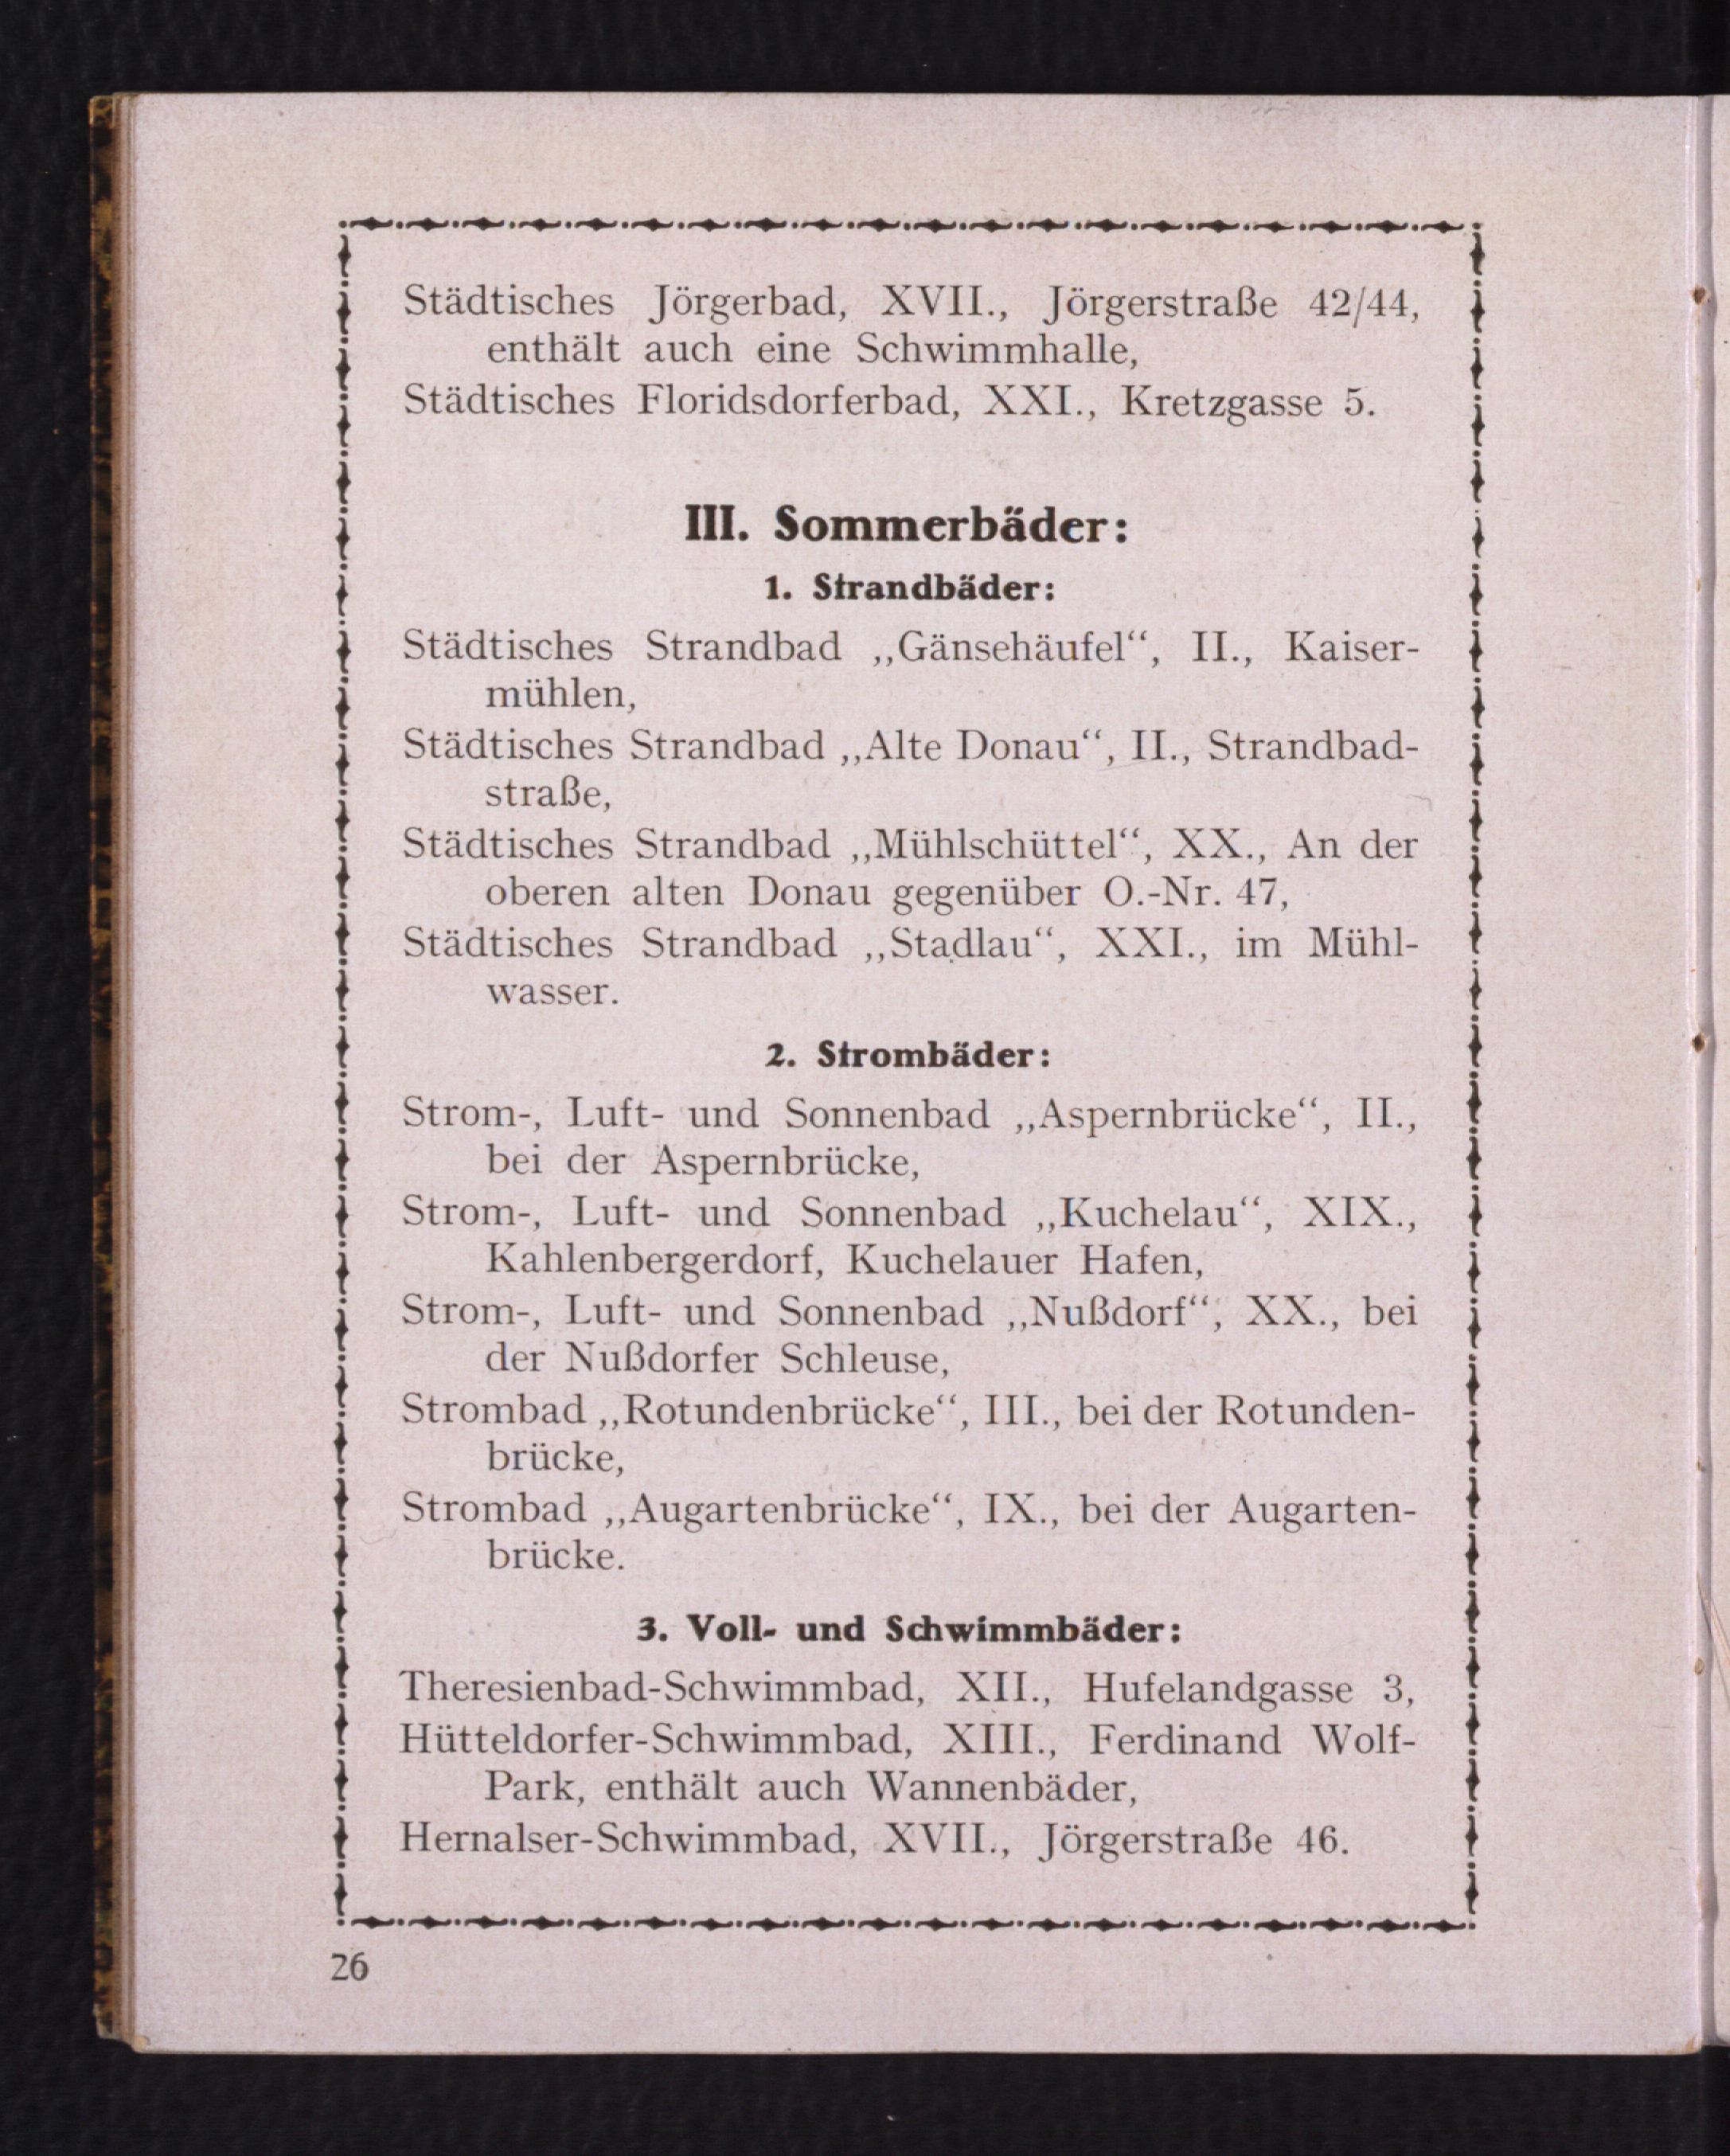 Städtisches Jörgerbad, XVII., Jörgerstraße 42/44,
enthält auch eine Schwimmhalle,
Städtisches Floridsdorferbad, XXI., Kretzgasse 5.
III. Sommerbäder:
1. Strandbäder:
Städtisches Strandbad „Gänsehäufel“, II., Kaiser-
mühlen,
Städtisches Strandbad „Alte Donau“, II., Strandbad-
straße,
Städtisches Strandbad „Mühlschüttel“, XX., An der
oberen alten Donau gegenüber O.-Nr. 47,
Städtisches Strandbad „Stadlau“, XXI., im Mühl-
wasser.
2. Strombäder:
Strom-, Luft- und Sonnenbad „Aspernbrücke“, II.,
bei der Aspernbrücke,
Strom-, Luft- und Sonnenbad „Kuchelau“, XIX.,
Kahlenbergerdorf, Kuchelauer Hafen,
Strom-, Luft- und Sonnenbad „Nußdorf“, XX., bei
der Nußdorfer Schleuse,
Strombad „Rotundenbrücke“, III., bei der Rotunden-
brücke,
Strombad „Augartenbrücke“, IX., bei der Augarten-
brücke.
3. Voll- und Schwimmbäder:
Theresienbad-Schwimmbad, XII., Hufelandgasse 3,
Hütteldorfer-Schwimmbad, XIII., Ferdinand Wolf-
Park, enthält auch Wannenbäder,
Hernalser-Schwimmbad, XVII., Jörgerstraße 46.
26